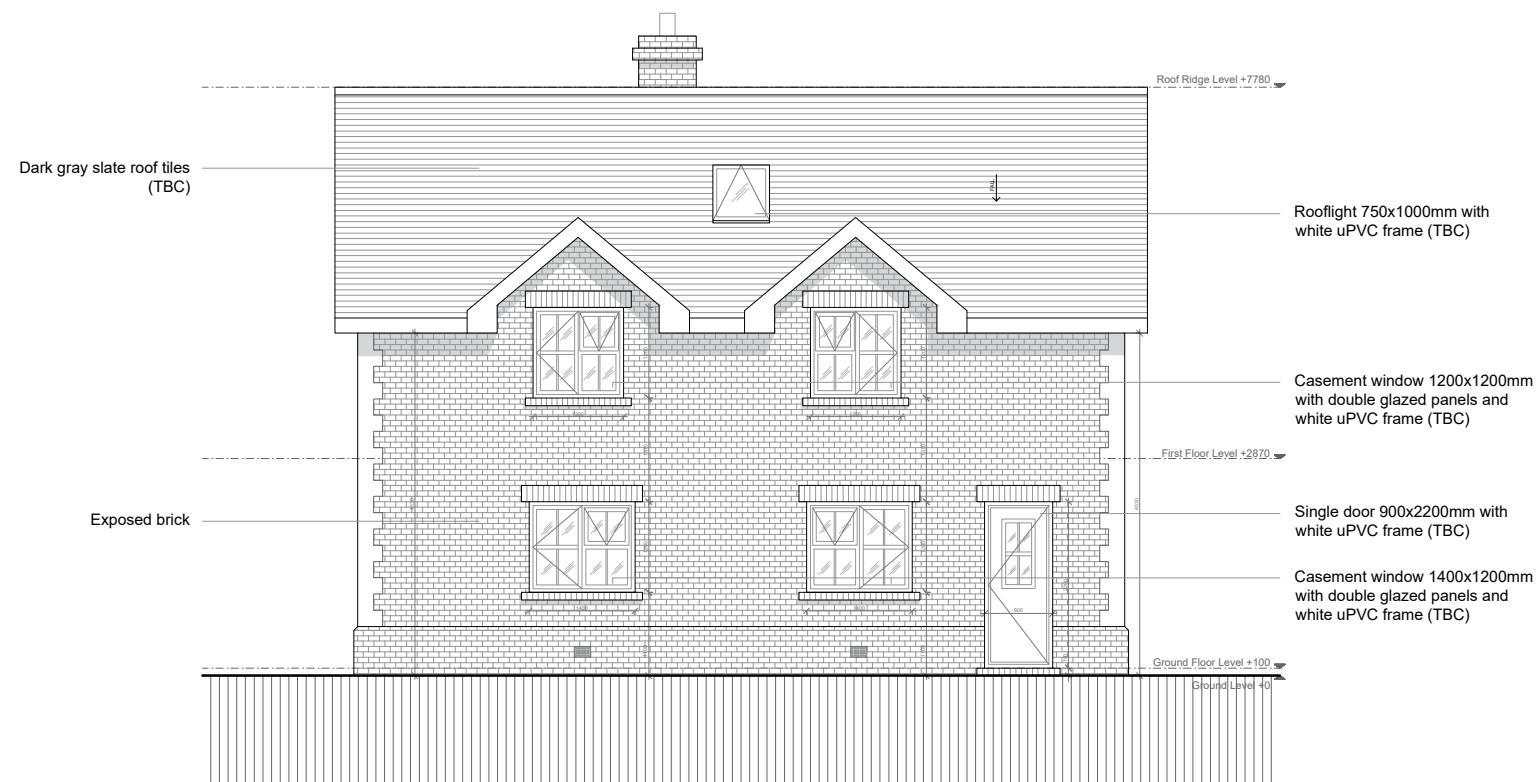 Roof Ridge Level +7780
Dark gray slate roof tiles
(TBC)
FALL
Rooflight 750x1000mm with
white uPVC frame (TBC)
Casement window 1200x1200mm
with double glazed panels and
white uPVC frame (TBC)
First Floor Level +2870
Exposed brick
Single door 900x2200mm with
white uPVC frame (TBC)
Casement window 1400x1200mm
with double glazed panels and
white uPVC frame (TBC)
1400
900
Ground Floor Level +100
Ground Level +0